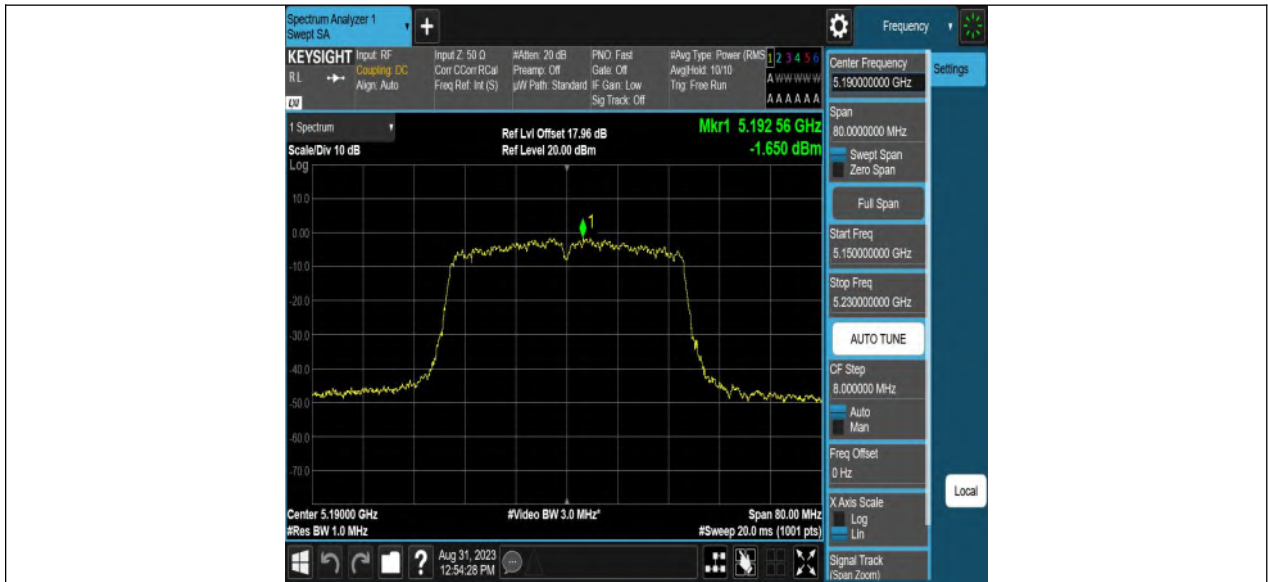 Spectrum Analyzer 1
Swept SA
+
Frequency
KEYSIGHT
RL
LXI
Input: RF
Coupling: DC
Align: Auto
Input Z: 50 Ω
Corr CCorr RCal
Freq Ref: Int (S)
#Atten: 20 dB
Preamp: Off
µW Path: Standard
PNO: Fast
Gate: Off
IF Gain: Low
Sig Track: Off
#Avg Type: Power (RMS
Avg|Hold: 10/10
Trig: Free Run
1 2 3 4 5 6
A W W W W W
A A A A A A
1 Spectrum
Scale/Div 10 dB
Log
Ref Lvl Offset 17.96 dB
Ref Level 20.00 dBm
Mkr1 5.192 56 GHz
-1.650 dBm
10.0
0.00
-10.0
-20.0
-30.0
-40.0
-50.0
-60.0
-70.0
1
Center 5.19000 GHz
#Res BW 1.0 MHz
#Video BW 3.0 MHz*
Span 80.00 MHz
#Sweep 20.0 ms (1001 pts)
?
Aug 31, 2023
12:54:28 PM
Center Frequency
5.190000000 GHz
Settings
Span
80.0000000 MHz
Swept Span
Zero Span
Full Span
Start Freq
5.150000000 GHz
Stop Freq
5.230000000 GHz
AUTO TUNE
CF Step
8.000000 MHz
Auto
Man
Freq Offset
0 Hz
X Axis Scale
Log
Lin
Local
Signal Track
(Span Zoom)